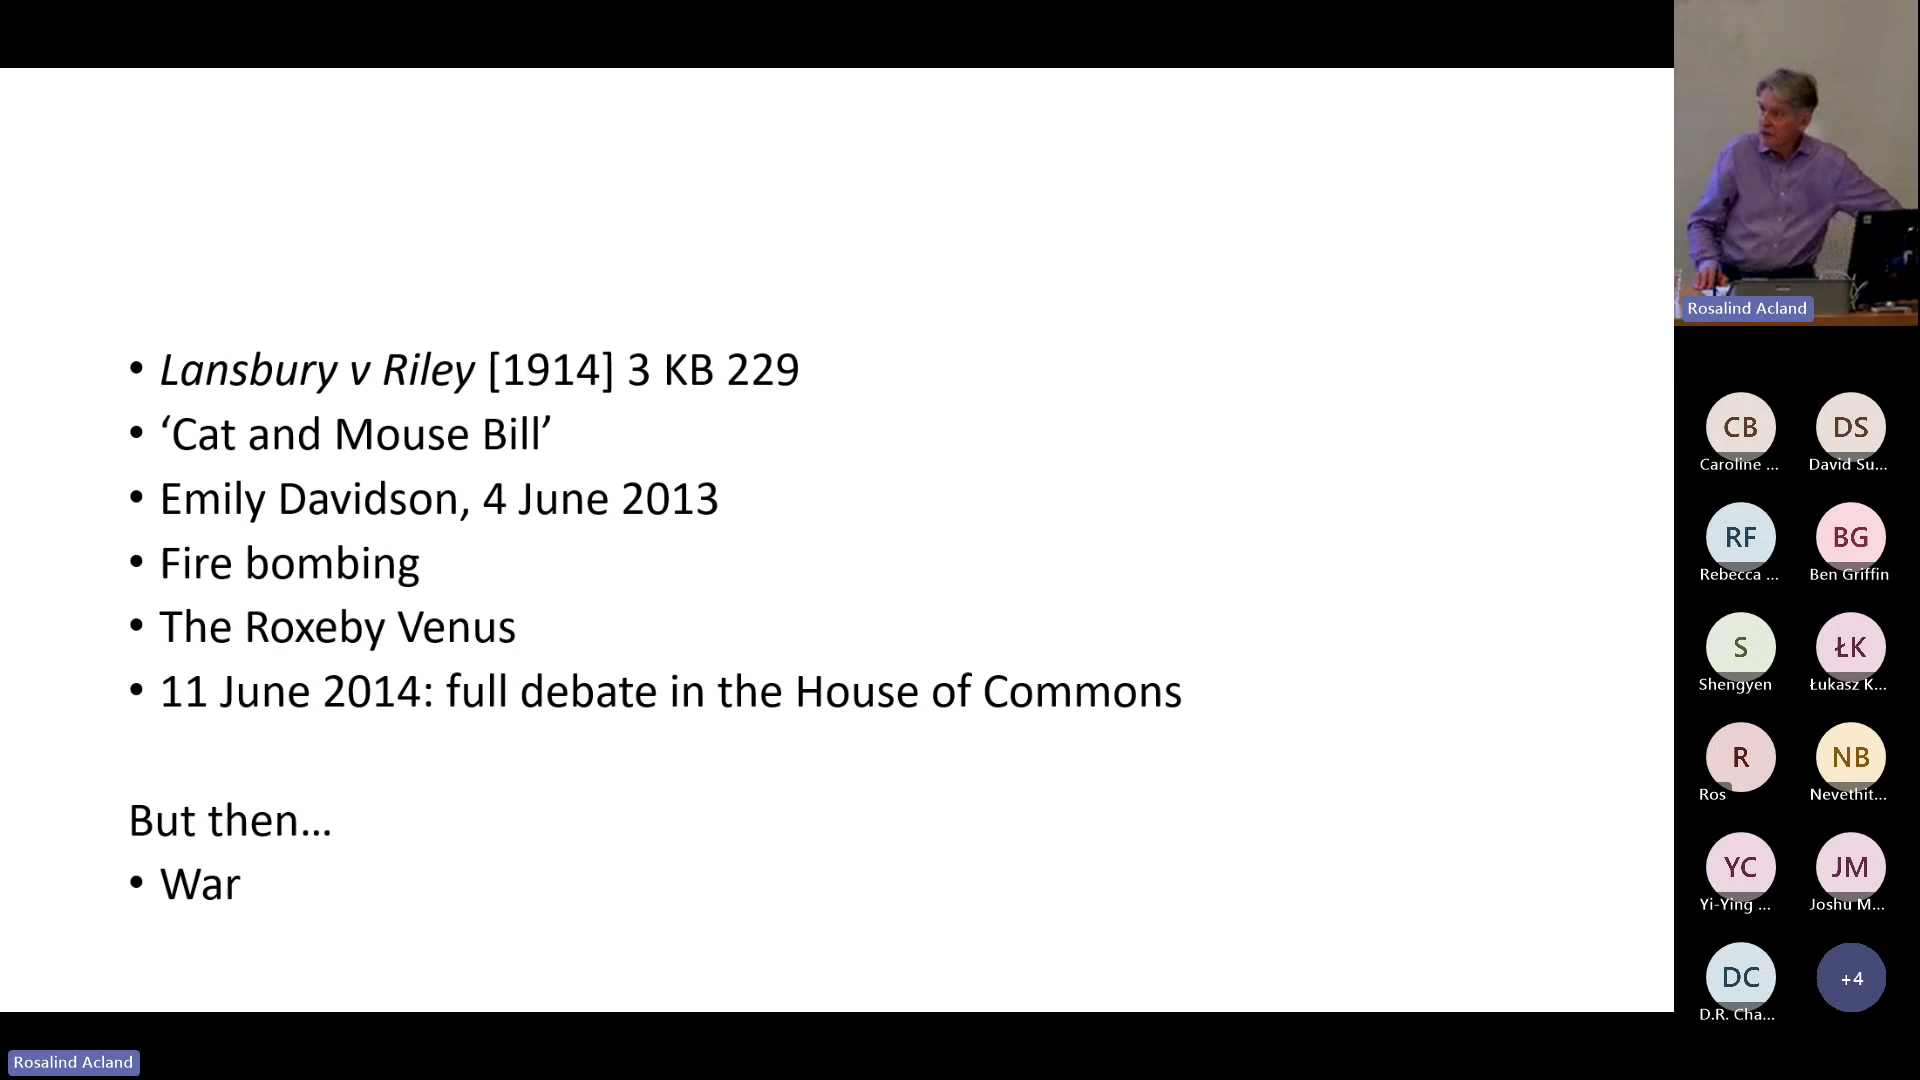 • Lansbury v Riley [1914] 3 KB 229
• ‘Cat and Mouse Bill’
• Emily Davidson, 4 June 2013
• Fire bombing
• The Roxeby Venus
• 11 June 2014: full debate in the House of Commons
But then...
• War
Rosalind Acland
Rosalind Acland
CB
Caroline ...
DS
David Su...
RF
Rebecca ...
BG
Ben Griffin
S
Shengyen
ŁK
Łukasz K...
R
Ros
NB
Nevethit...
YC
Yi-Ying ...
JM
Joshu M...
DC
D.R. Cha...
+4